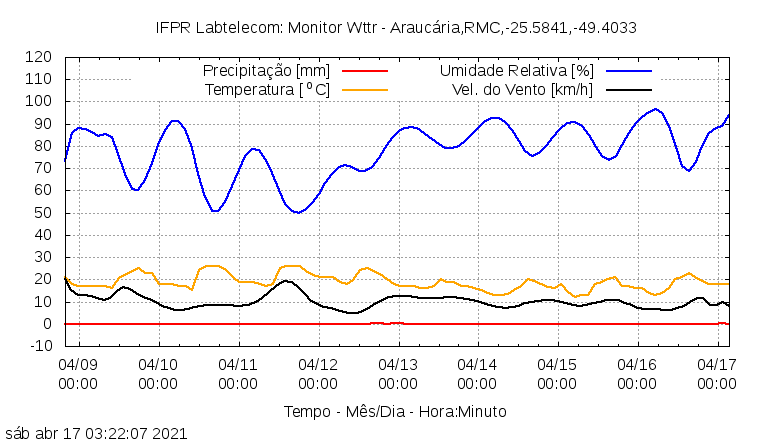 IFPR Labtelecom: Monitor Wttr - Araucária,RMC,-25.5841,-49.4033
120
110
100
90
80
70
60
50
40
30
20
10
0
-10
Precipitação [mm]
Temperatura [ ⁰C]
Umidade Relativa [%]
Vel. do Vento [km/h]
04/09 04/10 04/11 04/12 04/13 04/14 04/15 04/16 04/17
00:00 00:00 00:00 00:00 00:00 00:00 00:00 00:00 00:00
Tempo - Mês/Dia - Hora:Minuto
sáb abr 17 03:22:07 2021